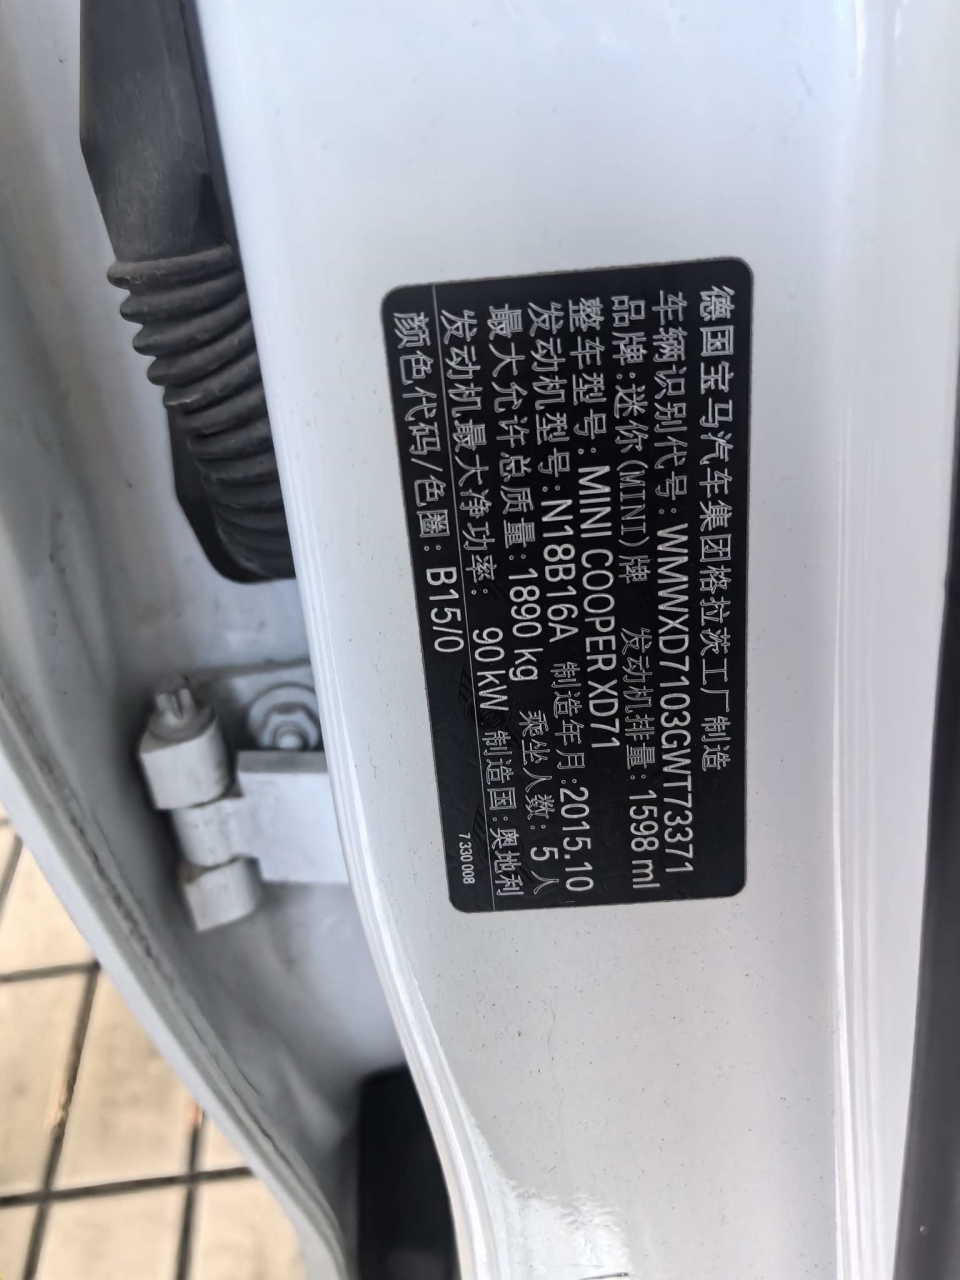 德国宝马汽车集团格拉茨工厂制造
车辆识别代号: WMWXD7103GWT73371
品牌:迷你(MINI)牌 发动机排量: 1598 ml
整车型号: MINI COOPER XD71
发动机型号: N18B16A 制造年月:2015.10
最大允许总质量:1890 kg 乘坐人数: 5 人
发动机最大净功率: 90 kW 制造国:奥地利
颜色代码/色圈: B15/0
7 330 008